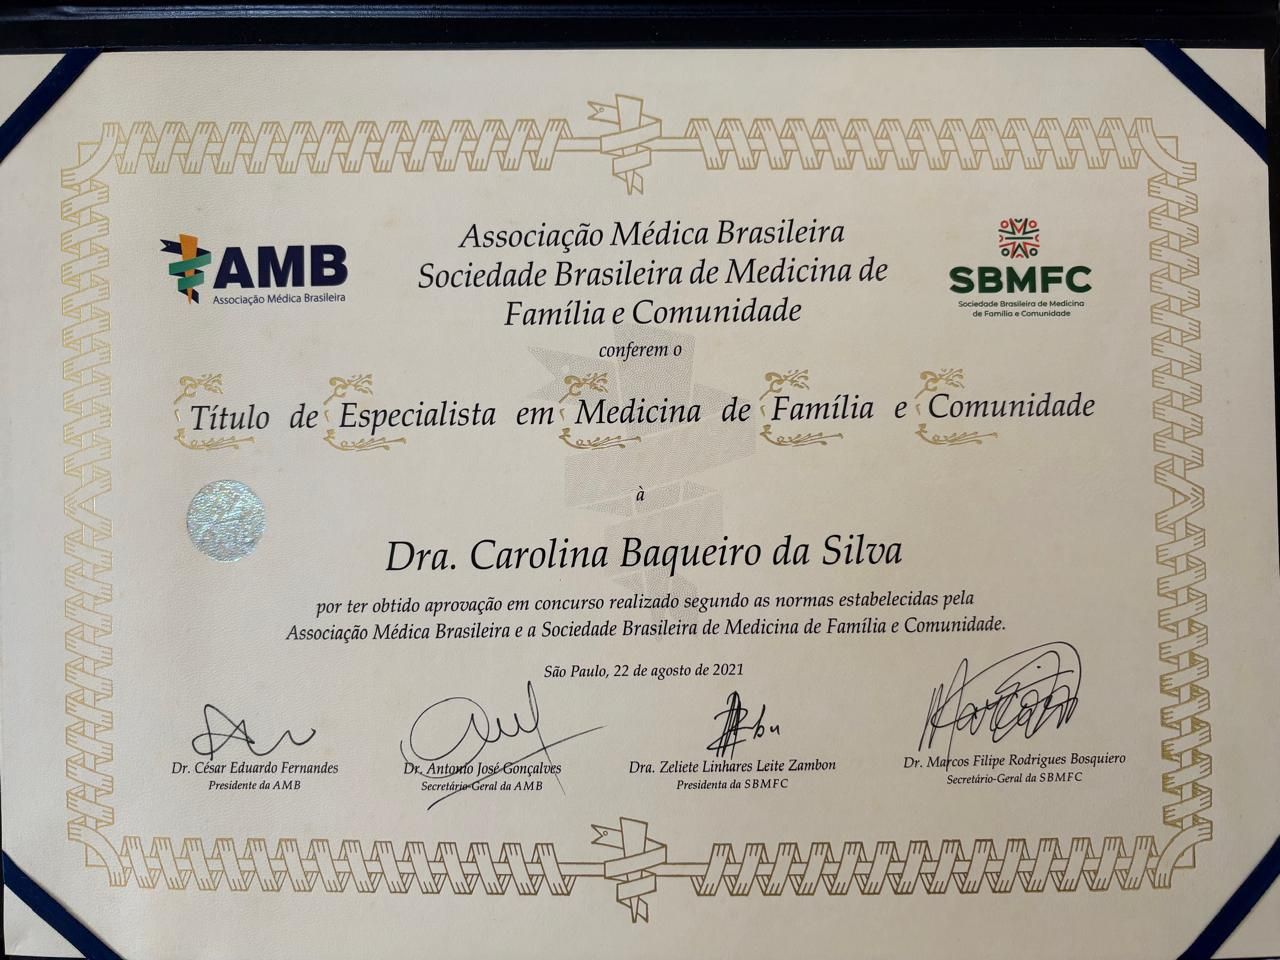 AMB
Associação Médica Brasileira
Associação Médica Brasileira
Sociedade Brasileira de Medicina de
Família e Comunidade
SBMFC
Sociedade Brasileira de Medicina
de Família e Comunidade
conferem o
Título de Especialista em Medicina de Família e Comunidade
à
Dra. Carolina Baqueiro da Silva
por ter obtido aprovação em concurso realizado segundo as normas estabelecidas pela
Associação Médica Brasileira e a Sociedade Brasileira de Medicina de Família e Comunidade.
São Paulo, 22 de agosto de 2021
Dr. César Eduardo Fernandes
Presidente da AMB
Dr. Antonio José Gonçalves
Secretário-Geral da AMB
Dra. Zeliete Linhares Leite Zambon
Presidenta da SBMFC
Dr. Marcos Filipe Rodrigues Bosquiero
Secretário-Geral da SBMFC